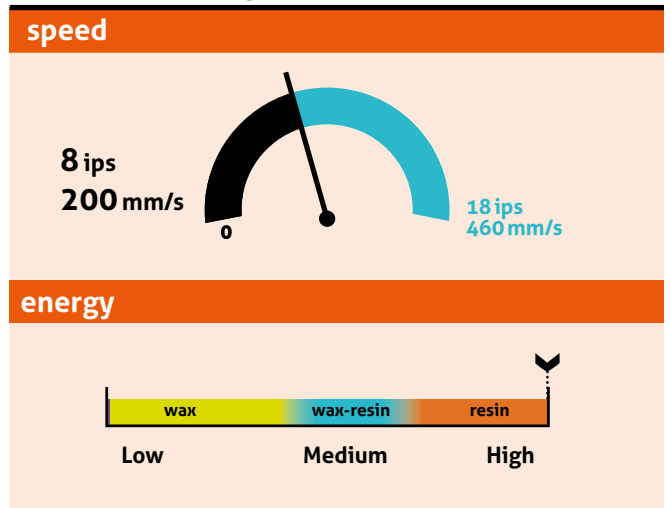 speed
8 ips
200 mm/s
0
18 ips
460 mm/s
energy
wax wax-resin resin
Low Medium High